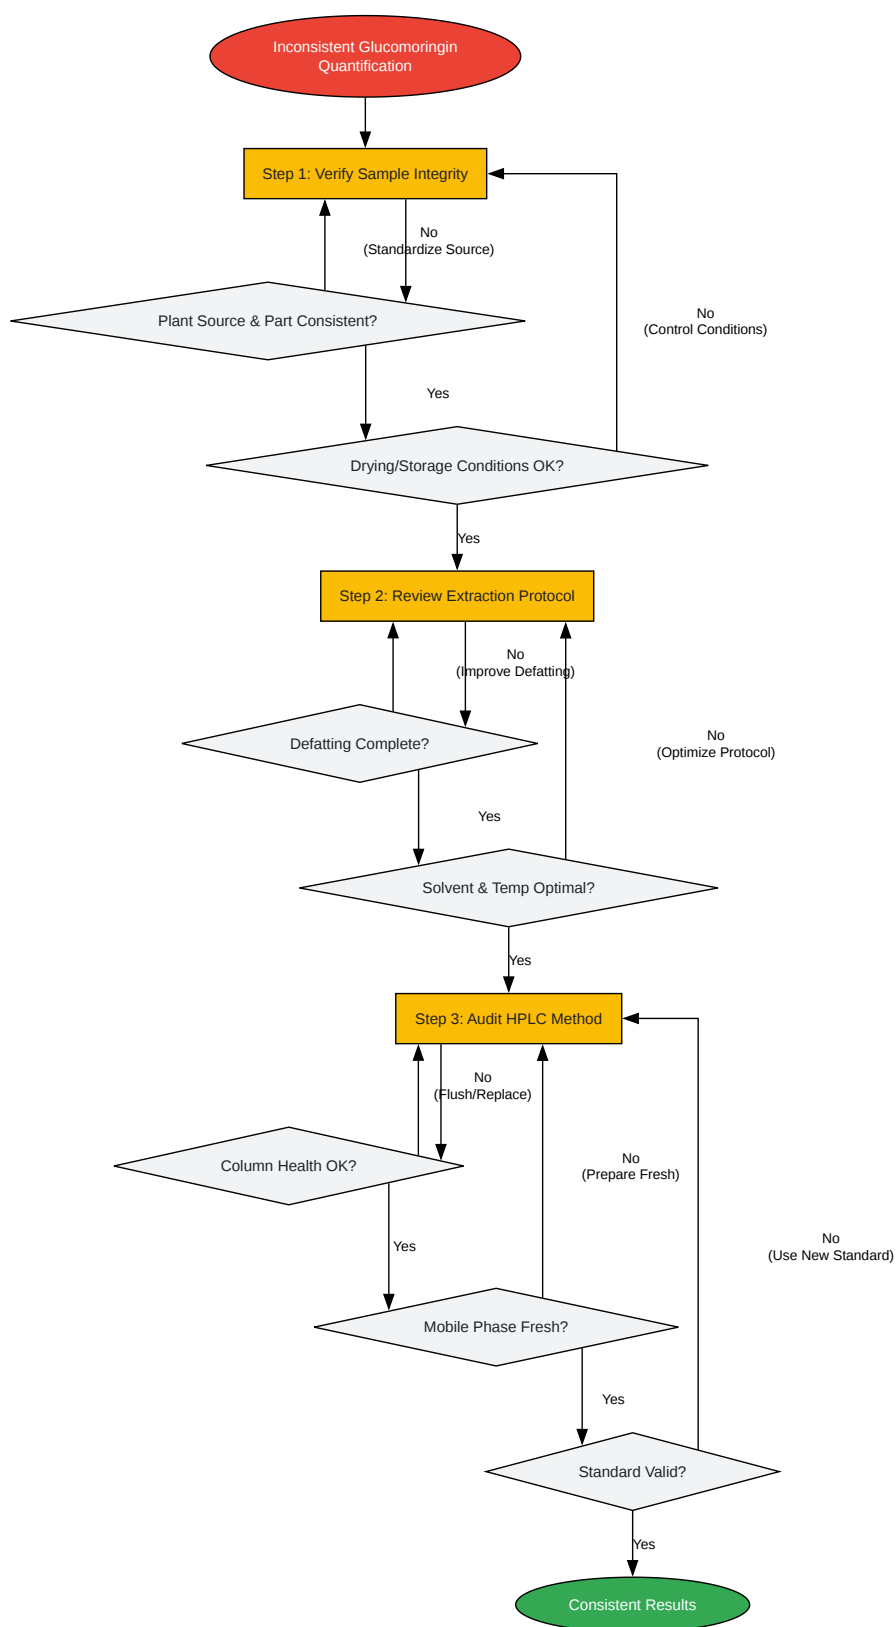 Inconsistent Glucomoringin
Quantification
Step 1: Verify Sample Integrity
No
(Standardize Source)
Plant Source & Part Consistent?
No
(Control Conditions)
Yes
Drying/Storage Conditions OK?
Yes
Step 2: Review Extraction Protocol
No
(Improve Defatting)
Defatting Complete?
No
(Optimize Protocol)
Yes
Solvent & Temp Optimal?
Yes
Step 3: Audit HPLC Method
No
(Flush/Replace)
Column Health OK?
No
(Prepare Fresh)
Yes
No
(Use New Standard)
Mobile Phase Fresh?
Yes
Standard Valid?
Yes
Consistent Results